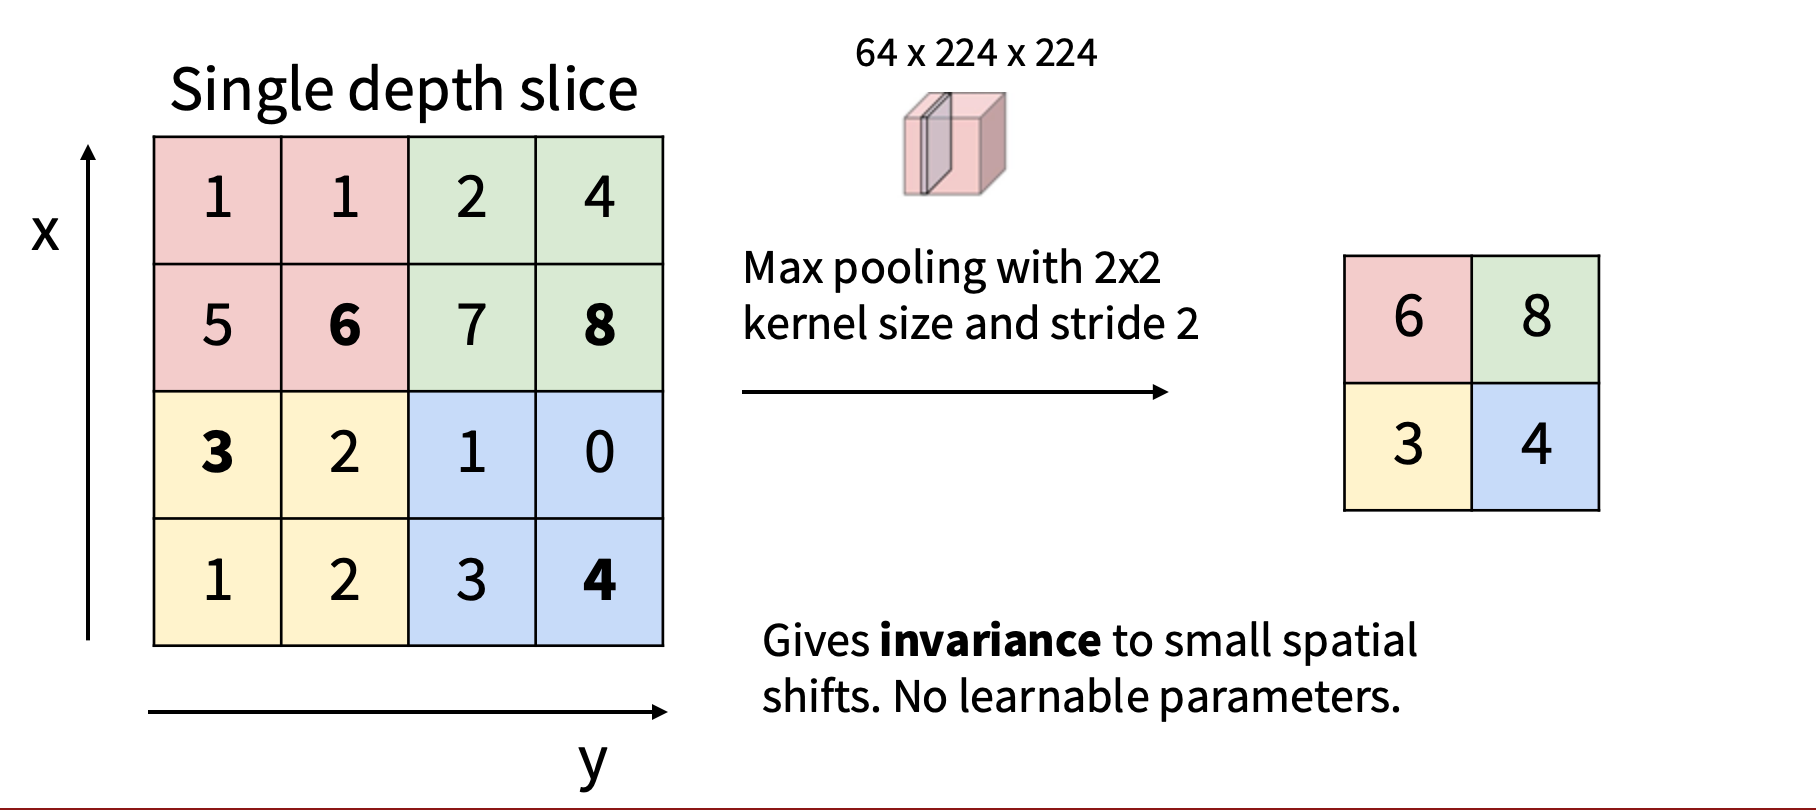 Single depth slice
64 x 224 x 224
x
1 1 2 4
5 6 7 8
3 2 1 0
1 2 3 4
y
Max pooling with 2x2
kernel size and stride 2
6 8
3 4
Gives invariance to small spatial
shifts. No learnable parameters.